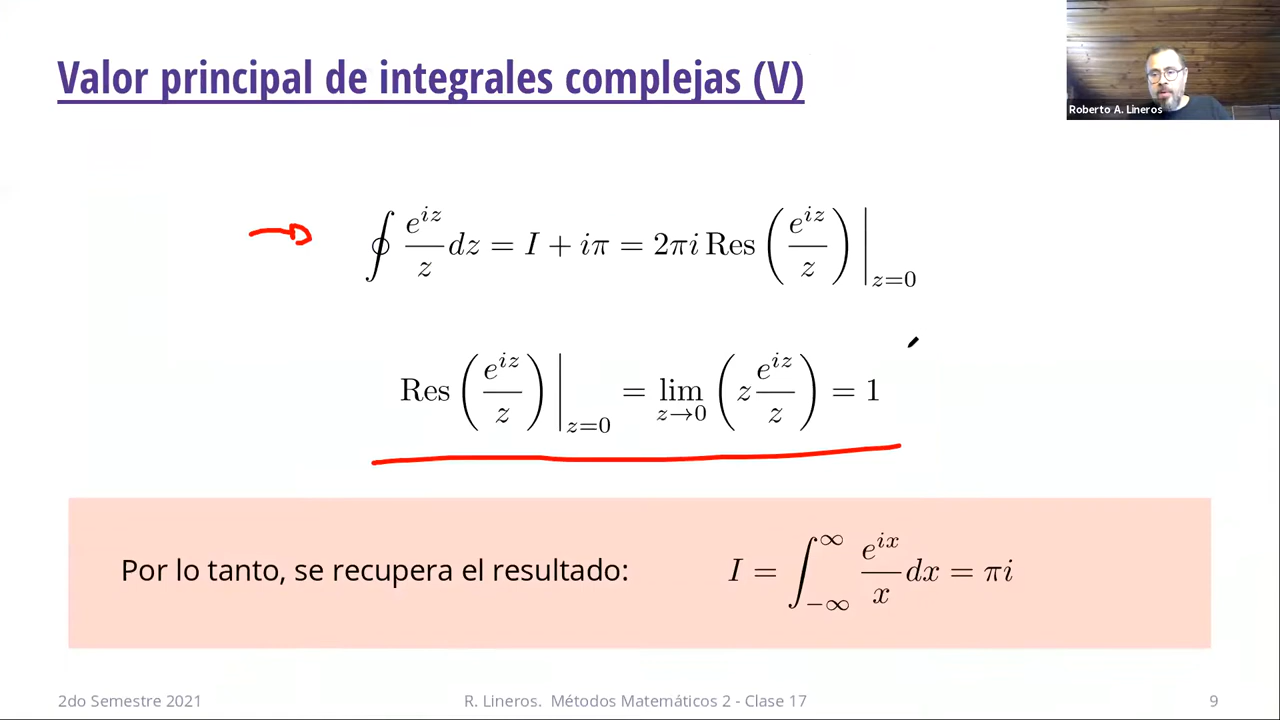 Valor principal de integrales complejas (V)
Roberto A. Lineros
∮ e^{iz}/z dz = I + iπ = 2πi Res (e^{iz}/z)|_{z=0}
Res (e^{iz}/z)|_{z=0} = lim_{z→0} (z e^{iz}/z) = 1
Por lo tanto, se recupera el resultado: I = ∫_{-∞}^{∞} e^{ix}/x dx = πi
2do Semestre 2021 R. Lineros. Métodos Matemáticos 2 - Clase 17 9